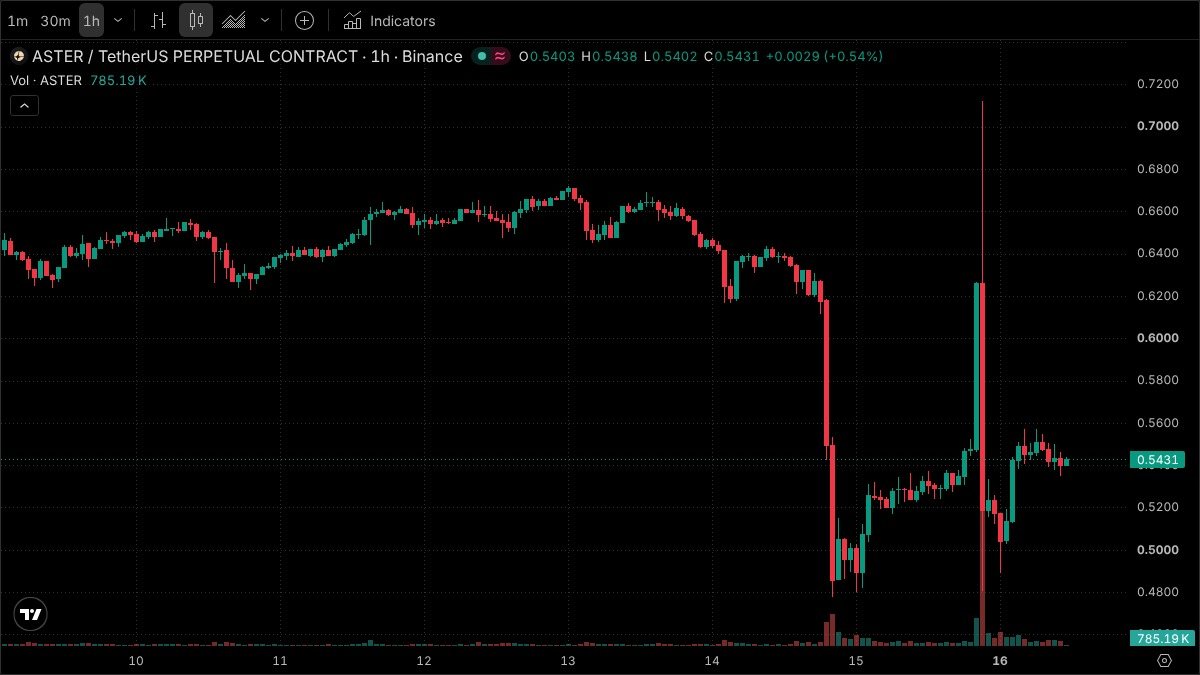 1m 30m 1h Indicators
ASTER / TetherUS PERPETUAL CONTRACT · 1h · Binance O0.5403 H0.5438 L0.5402 C0.5431 +0.0029 (+0.54%)
Vol · ASTER 785.19 K
0.7200
0.7000
0.6800
0.6600
0.6400
0.6200
0.6000
0.5800
0.5600
0.5431
0.5200
0.5000
0.4800
785.19 K
10 11 12 13 14 15 16